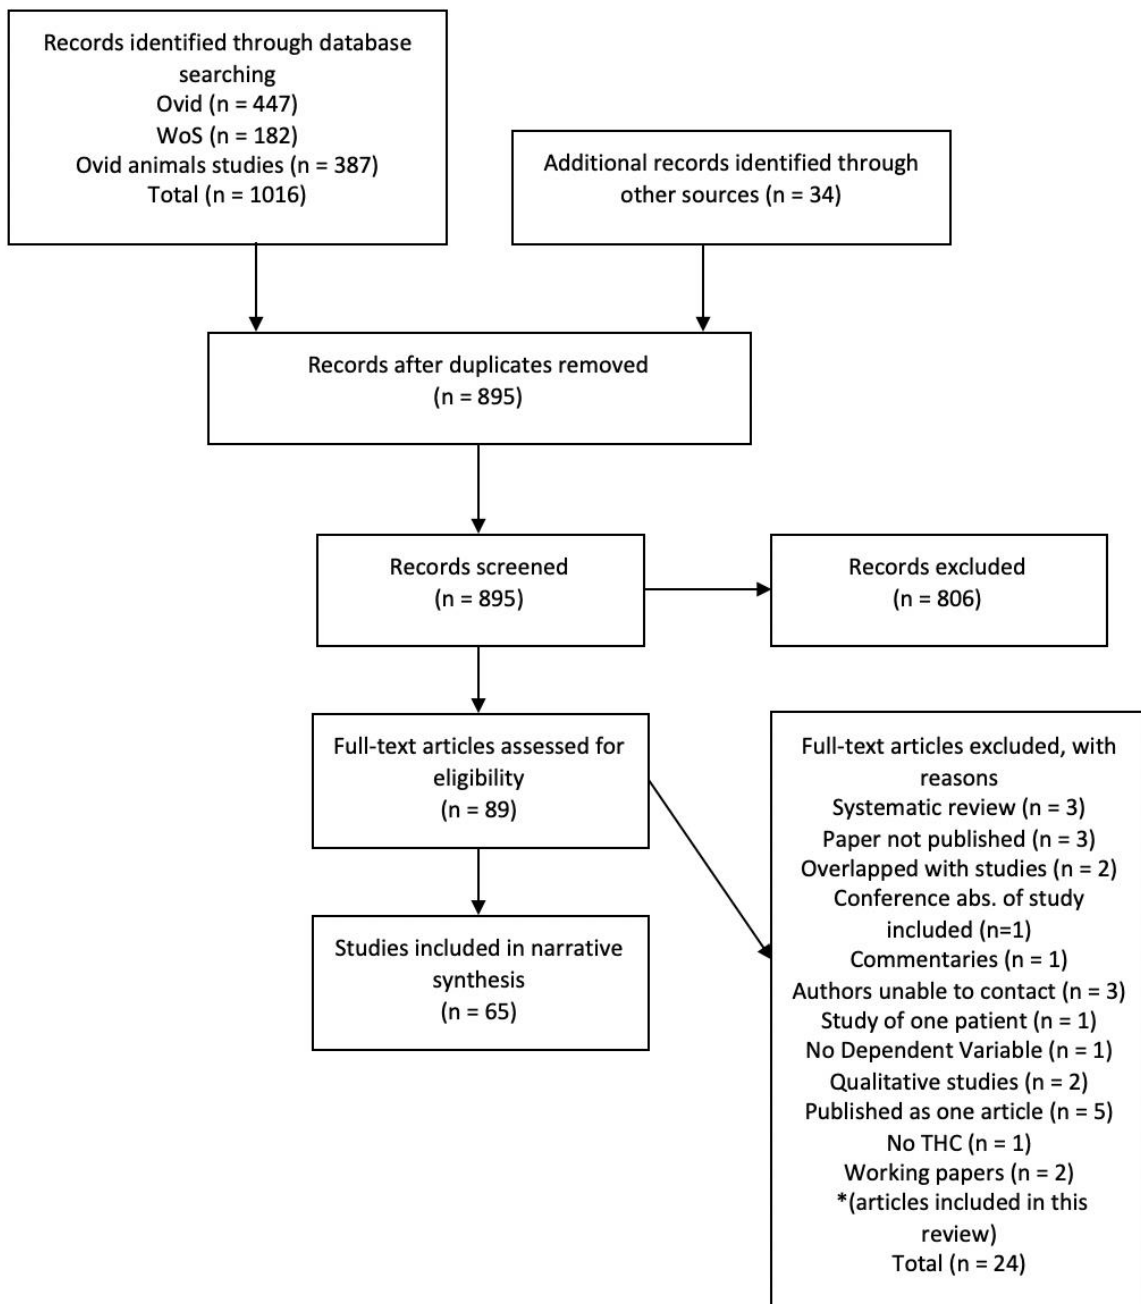 Records identified through database
searching
Ovid (n = 447)
WoS (n = 182)
Ovid animals studies (n = 387)
Total (n = 1016)
Additional records identified through
other sources (n = 34)
Records after duplicates removed
(n = 895)
Records screened
(n = 895)
Records excluded
(n = 806)
Full-text articles assessed for
eligibility
(n = 89)
Full-text articles excluded, with
reasons
Systematic review (n = 3)
Paper not published (n = 3)
Overlapped with studies (n = 2)
Conference abs. of study
included (n=1)
Commentaries (n = 1)
Authors unable to contact (n = 3)
Study of one patient (n = 1)
No Dependent Variable (n = 1)
Qualitative studies (n = 2)
Published as one article (n = 5)
No THC (n = 1)
Working papers (n = 2)
*(articles included in this
review)
Total (n = 24)
Studies included in narrative
synthesis
(n = 65)